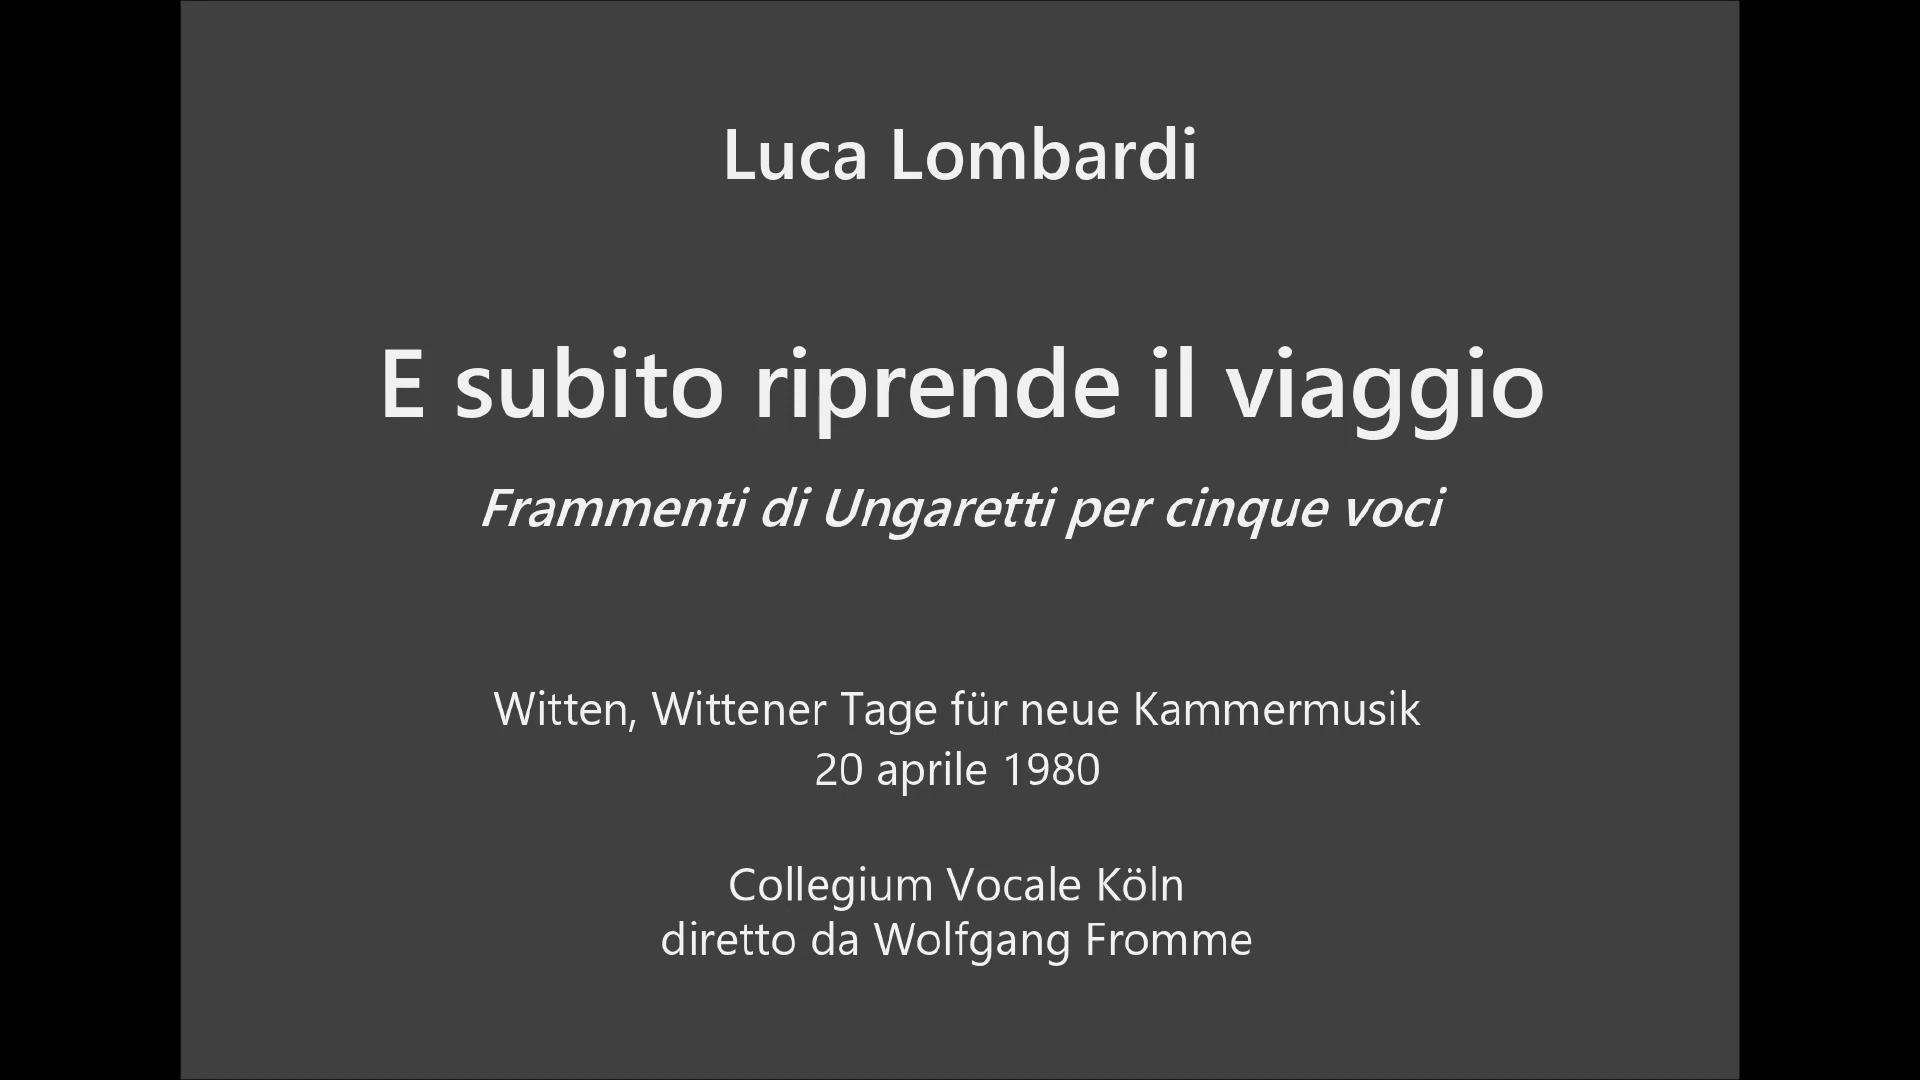 Luca Lombardi
E subito riprende il viaggio
Frammenti di Ungaretti per cinque voci
Witten, Wittener Tage für neue Kammermusik
20 aprile 1980
Collegium Vocale Köln
diretto da Wolfgang Fromme